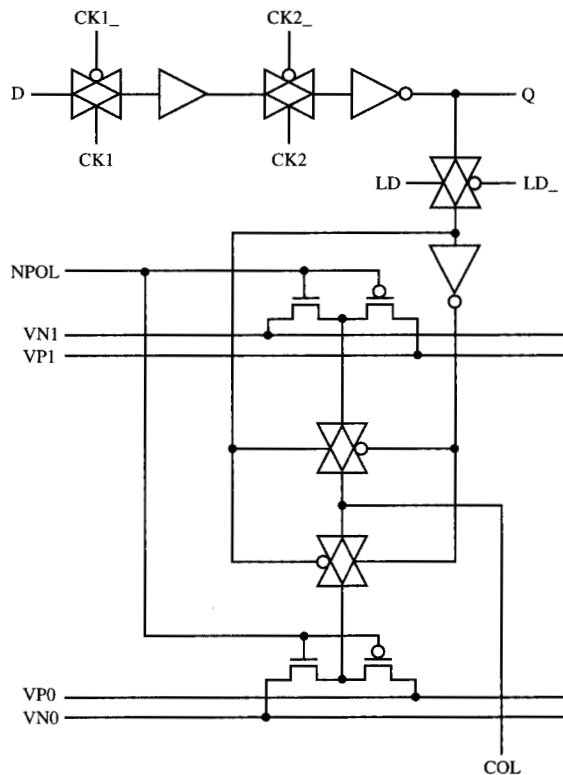 CK1_
CK2_
D
Q
CK1
CK2
LD
LD_
NPOL
VN1
VP1
VP0
VN0
COL